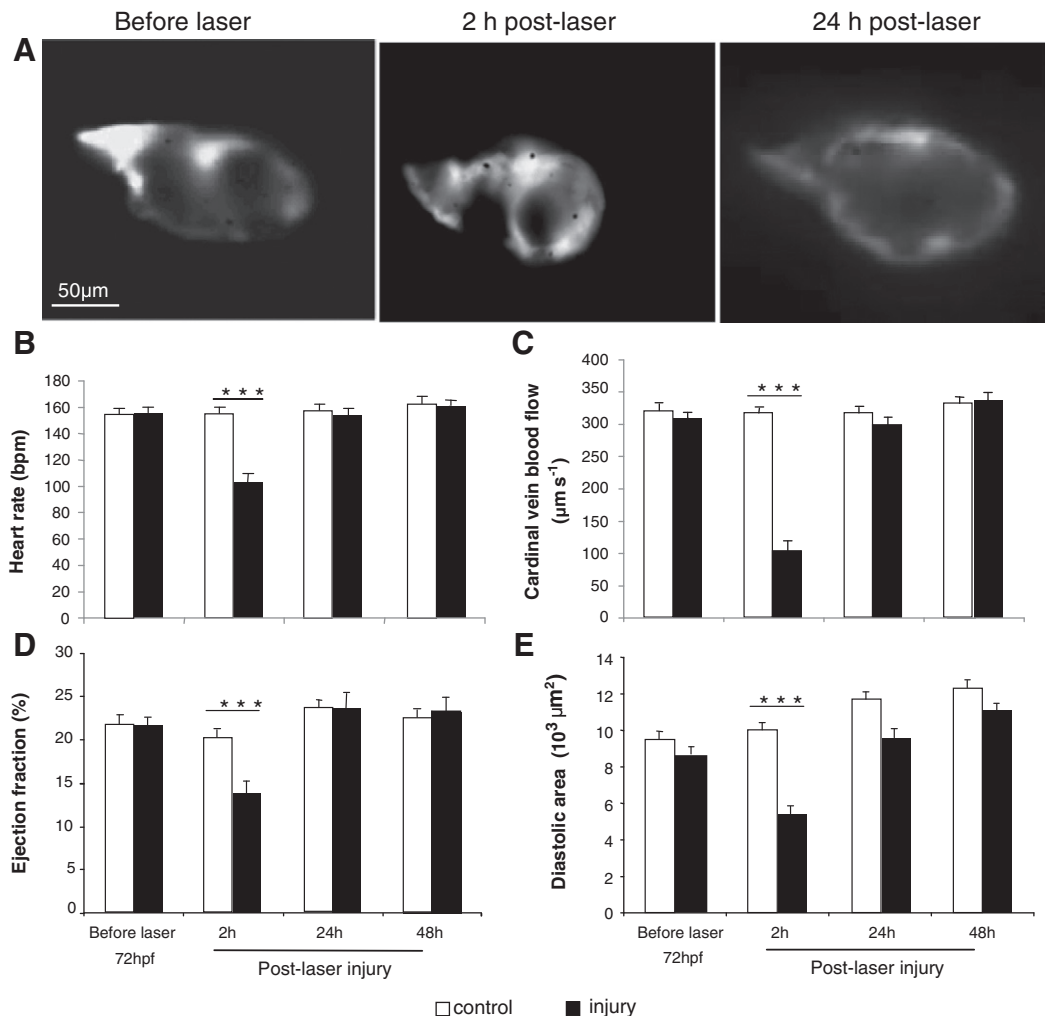 Before laser
2 h post-laser
24 h post-laser
A
50µm
B
180
160
140
120
100
80
60
40
20
0
Heart rate (bpm)
* * *
C
400
350
300
250
200
150
100
50
0
Cardinal vein blood flow
(µm s-1)
* * *
D
30
25
20
15
10
5
0
Ejection fraction (%)
* * *
Before laser
72hpf
2h
24h
48h
Post-laser injury
E
14
12
10
8
6
4
2
0
Diastolic area (10³ µm²)
* * *
Before laser
72hpf
2h
24h
48h
Post-laser injury
control
injury